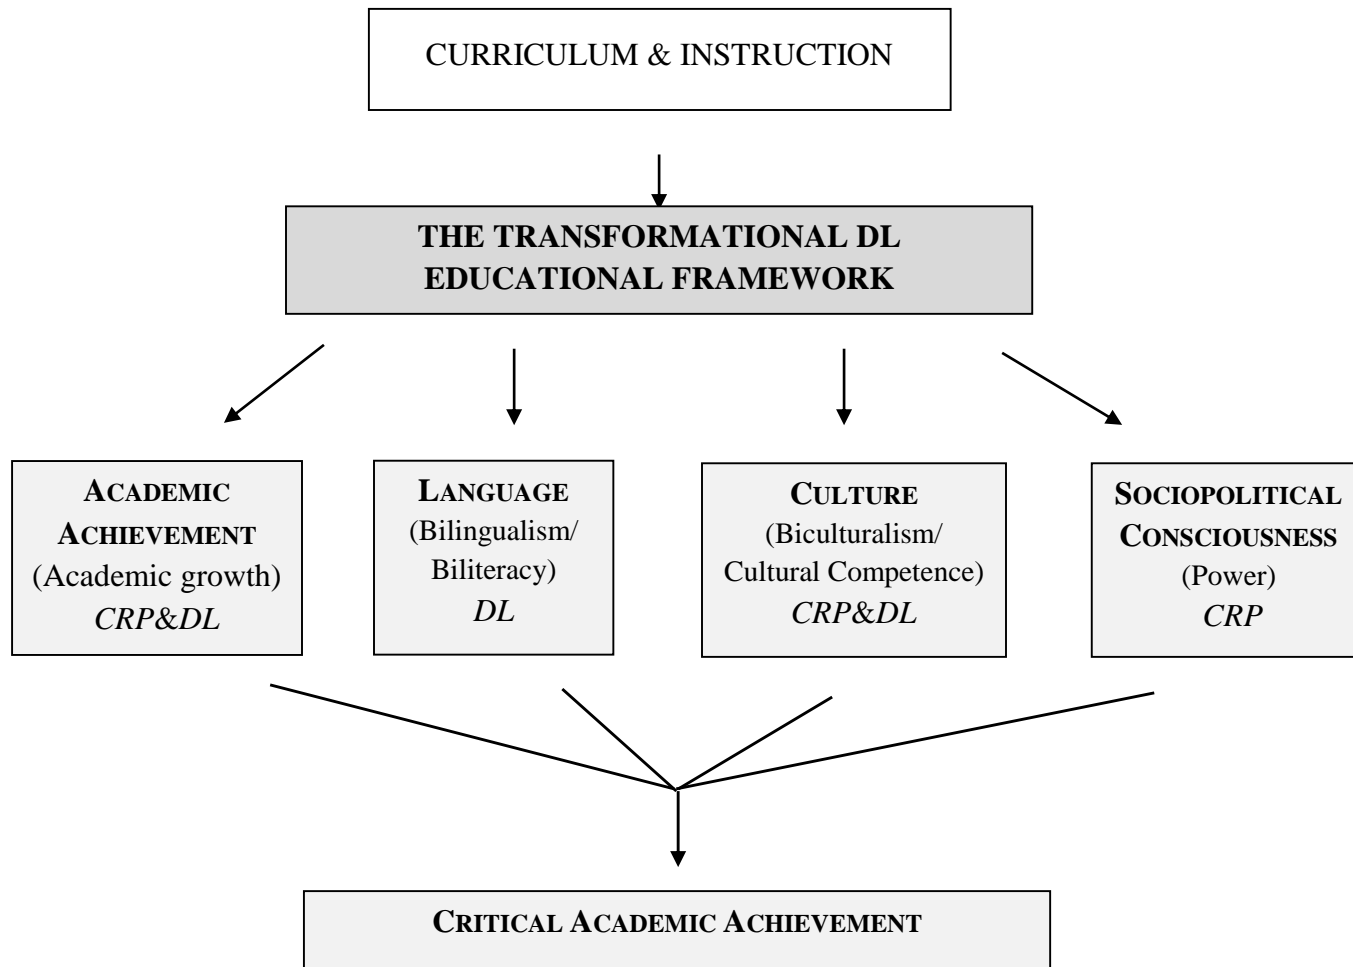 CURRICULUM & INSTRUCTION
THE TRANSFORMATIONAL DL
EDUCATIONAL FRAMEWORK
ACADEMIC
ACHIEVEMENT
(Academic growth)
CRP&DL
LANGUAGE
(Bilingualism/
Biliteracy)
DL
CULTURE
(Biculturalism/
Cultural Competence)
CRP&DL
SOCIOPOLITICAL
CONSCIOUSNESS
(Power)
CRP
CRITICAL ACADEMIC ACHIEVEMENT